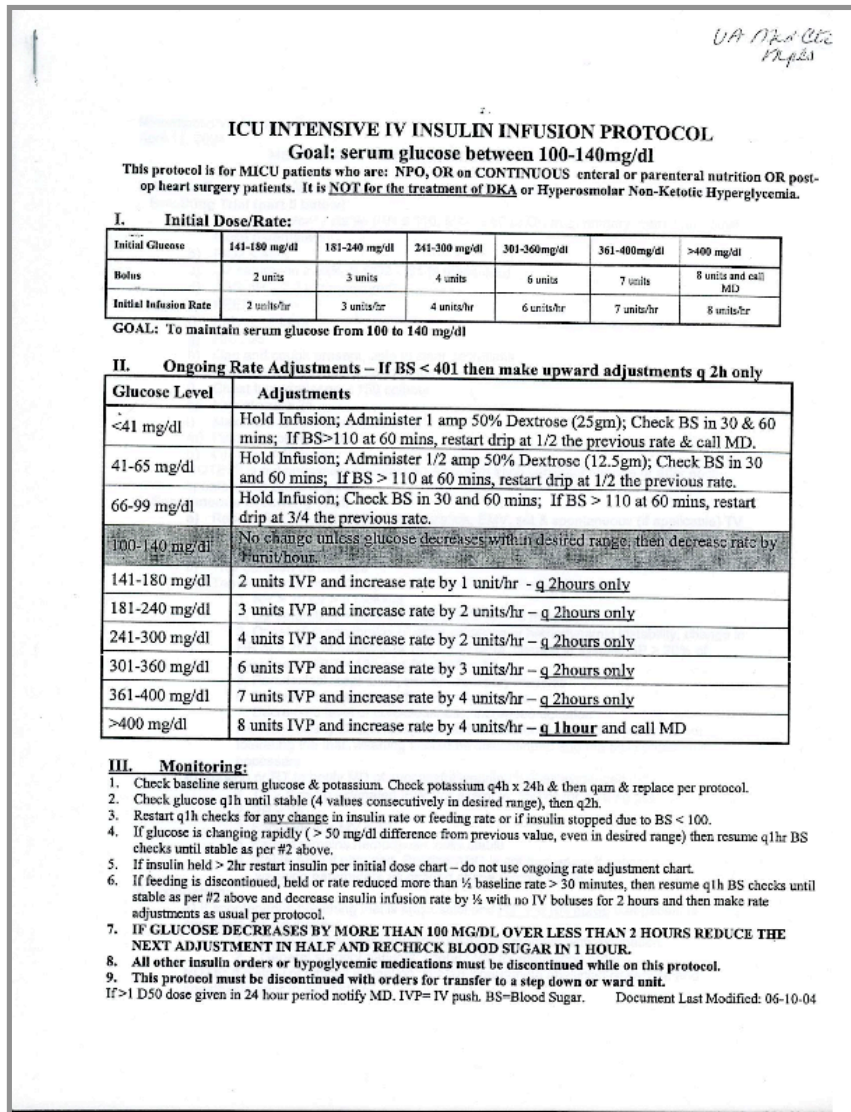 UA Med Ctr
Mpls
ICU INTENSIVE IV INSULIN INFUSION PROTOCOL
Goal: serum glucose between 100-140mg/dl
This protocol is for MICU patients who are: NPO, OR on CONTINUOUS enteral or parenteral nutrition OR post-
op heart surgery patients. It is NOT for the treatment of DKA or Hyperosmolar Non-Ketotic Hyperglycemia.
I. Initial Dose/Rate:
Initial Glucose 141-180 mg/dl 181-240 mg/dl 241-300 mg/dl 301-360mg/dl 361-400mg/dl >400 mg/dl
Bolus 2 units 3 units 4 units 6 units 7 units 8 units and call
MD
Initial Infusion Rate 2 units/hr 3 units/hr 4 units/hr 6 units/hr 7 units/hr 8 units/hr
GOAL: To maintain serum glucose from 100 to 140 mg/dl
II. Ongoing Rate Adjustments – If BS < 401 then make upward adjustments q 2h only
Glucose Level Adjustments
<41 mg/dl Hold Infusion; Administer 1 amp 50% Dextrose (25gm); Check BS in 30 & 60
mins; If BS>110 at 60 mins, restart drip at 1/2 the previous rate & call MD.
41-65 mg/dl Hold Infusion; Administer 1/2 amp 50% Dextrose (12.5gm); Check BS in 30
and 60 mins; If BS > 110 at 60 mins, restart drip at 1/2 the previous rate.
66-99 mg/dl Hold Infusion; Check BS in 30 and 60 mins; If BS > 110 at 60 mins, restart
drip at 3/4 the previous rate.
100-140 mg/dl No change unless glucose decreases within desired range, then decrease rate by
1 unit/hour.
141-180 mg/dl 2 units IVP and increase rate by 1 unit/hr - q 2hours only
181-240 mg/dl 3 units IVP and increase rate by 2 units/hr – q 2hours only
241-300 mg/dl 4 units IVP and increase rate by 2 units/hr – q 2hours only
301-360 mg/dl 6 units IVP and increase rate by 3 units/hr – q 2hours only
361-400 mg/dl 7 units IVP and increase rate by 4 units/hr – q 2hours only
>400 mg/dl 8 units IVP and increase rate by 4 units/hr – q 1hour and call MD
III. Monitoring:
1. Check baseline serum glucose & potassium. Check potassium q4h x 24h & then qam & replace per protocol.
2. Check glucose q1h until stable (4 values consecutively in desired range), then q2h.
3. Restart q1h checks for any change in insulin rate or feeding rate or if insulin stopped due to BS < 100.
4. If glucose is changing rapidly ( > 50 mg/dl difference from previous value, even in desired range) then resume q1hr BS
checks until stable as per #2 above.
5. If insulin held > 2hr restart insulin per initial dose chart – do not use ongoing rate adjustment chart.
6. If feeding is discontinued, held or rate reduced more than ½ baseline rate > 30 minutes, then resume q1h BS checks until
stable as per #2 above and decrease insulin infusion rate by ½ with no IV boluses for 2 hours and then make rate
adjustments as usual per protocol.
7. IF GLUCOSE DECREASES BY MORE THAN 100 MG/DL OVER LESS THAN 2 HOURS REDUCE THE
NEXT ADJUSTMENT IN HALF AND RECHECK BLOOD SUGAR IN 1 HOUR.
8. All other insulin orders or hypoglycemic medications must be discontinued while on this protocol.
9. This protocol must be discontinued with orders for transfer to a step down or ward unit.
If >1 D50 dose given in 24 hour period notify MD. IVP= IV push. BS=Blood Sugar. Document Last Modified: 06-10-04